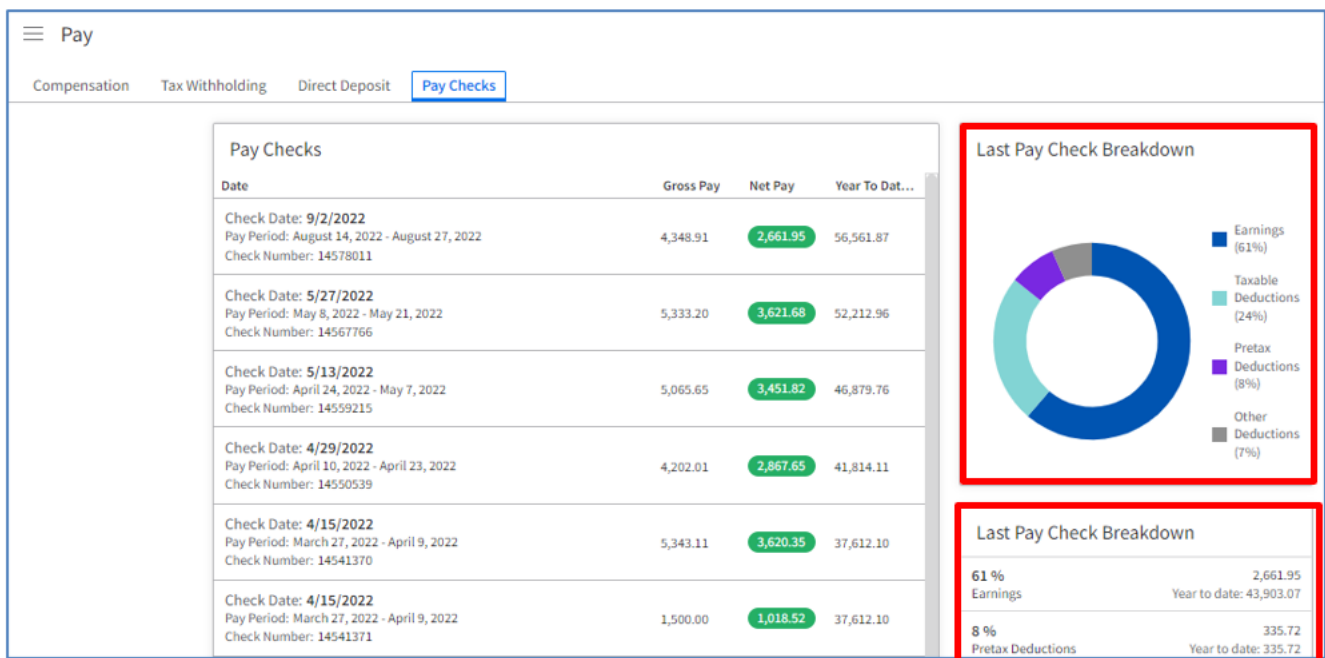 Pay
Compensation Tax Withholding Direct Deposit Pay Checks
Pay Checks
Date Gross Pay Net Pay Year To Dat...
Check Date: 9/2/2022
Pay Period: August 14, 2022 - August 27, 2022
Check Number: 14578011
4,348.91 2,661.95 56,561.87
Check Date: 5/27/2022
Pay Period: May 8, 2022 - May 21, 2022
Check Number: 14567766
5,333.20 3,621.68 52,212.96
Check Date: 5/13/2022
Pay Period: April 24, 2022 - May 7, 2022
Check Number: 14559215
5,065.65 3,451.82 46,879.76
Check Date: 4/29/2022
Pay Period: April 10, 2022 - April 23, 2022
Check Number: 14550539
4,202.01 2,867.65 41,814.11
Check Date: 4/15/2022
Pay Period: March 27, 2022 - April 9, 2022
Check Number: 14541370
5,343.11 3,620.35 37,612.10
Check Date: 4/15/2022
Pay Period: March 27, 2022 - April 9, 2022
Check Number: 14541371
1,500.00 1,018.52 37,612.10
Last Pay Check Breakdown
Earnings
(61%)
Taxable
Deductions
(24%)
Pretax
Deductions
(8%)
Other
Deductions
(7%)
Last Pay Check Breakdown
61 % 2,661.95
Earnings Year to date: 43,903.07
8 % 335.72
Pretax Deductions Year to date: 335.72